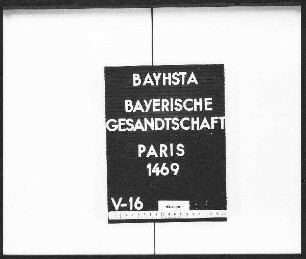 BAYHSTA
BAYERISCHE
GESANDTSCHAFT
PARIS
1469
V-16